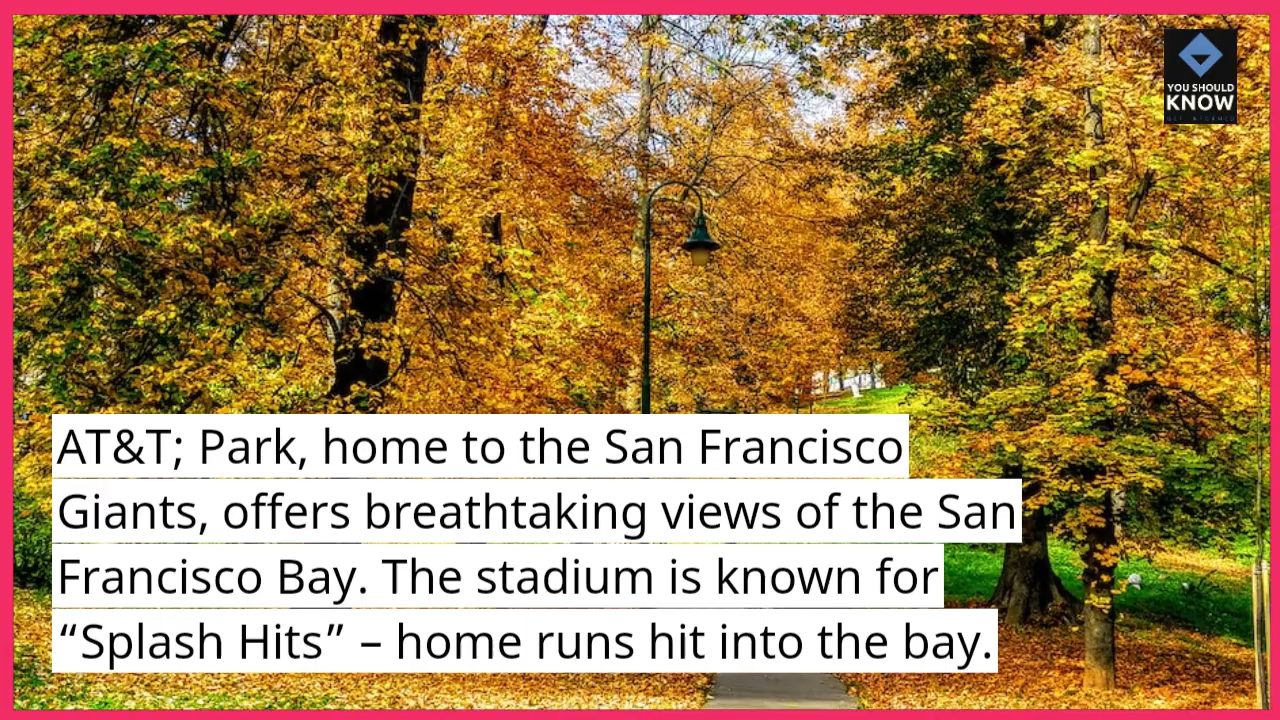 YOU SHOULD
KNOW
AT&T; Park, home to the San Francisco
Giants, offers breathtaking views of the San
Francisco Bay. The stadium is known for
“Splash Hits” – home runs hit into the bay.